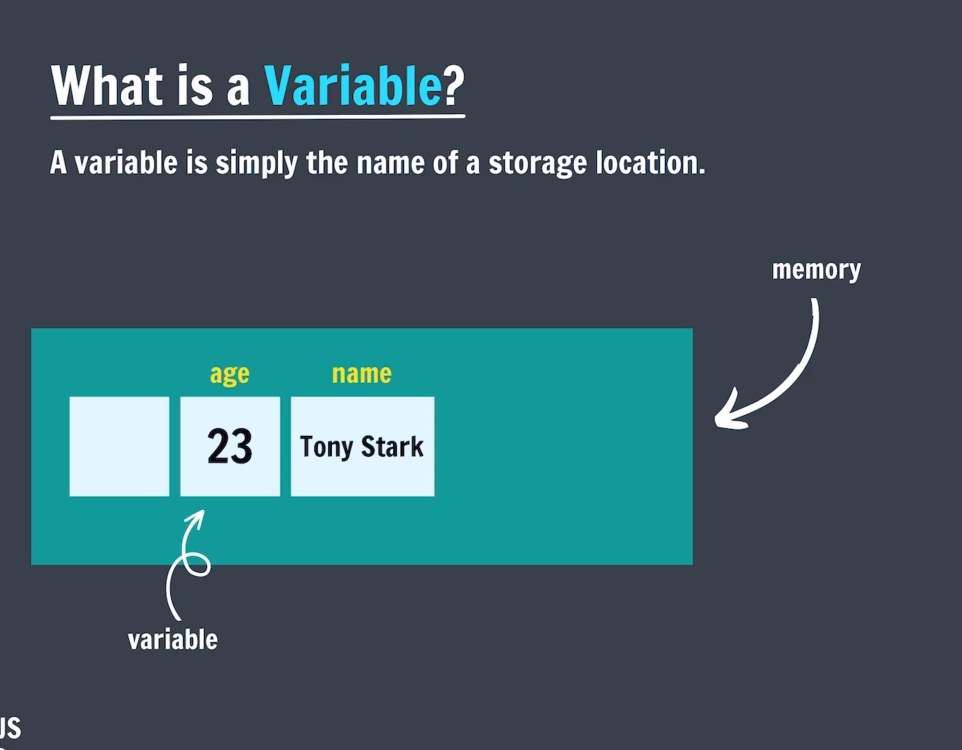 What is a Variable?
A variable is simply the name of a storage location.
memory
age name
23 Tony Stark
variable
JS